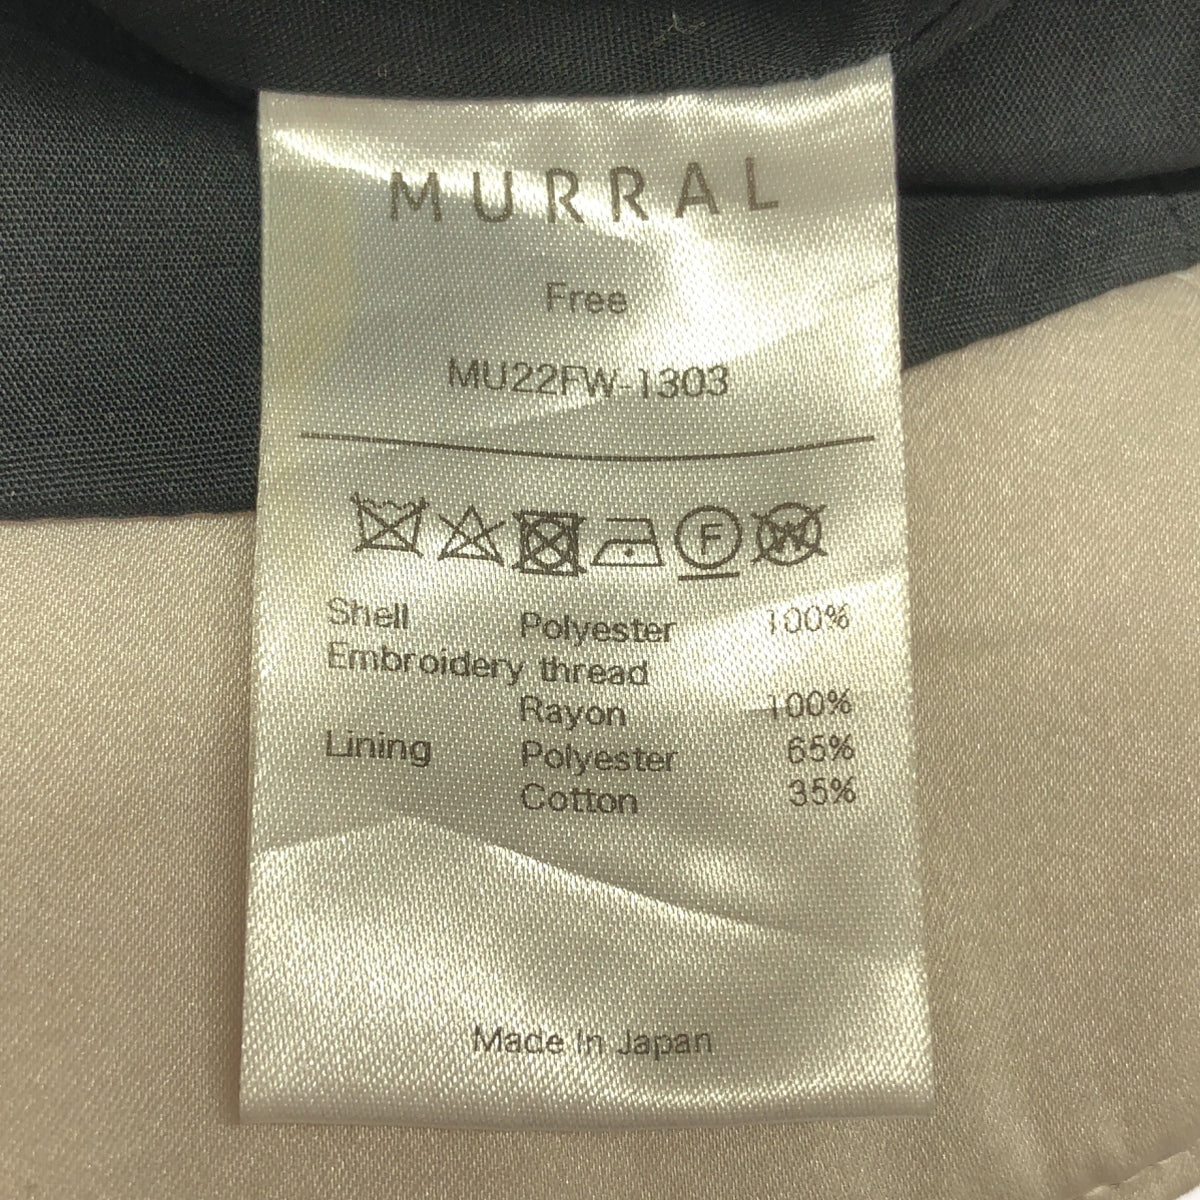 MURRAL
Free
MU22FW-1303
F W
Shell Polyester 100%
Embroidery thread
Rayon 100%
Lining Polyester 65%
Cotton 35%
Made In Japan